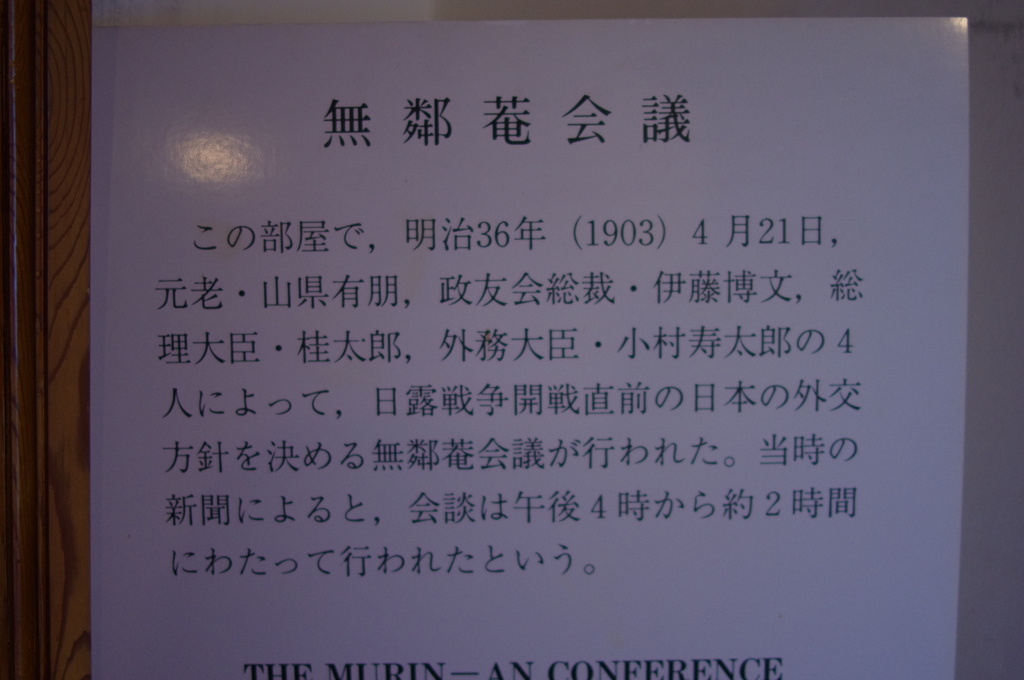 無鄰菴会議
この部屋で，明治36年（1903）4月21日，
元老・山県有朋，政友会総裁・伊藤博文，総
理大臣・桂太郎，外務大臣・小村寿太郎の4
人によって，日露戦争開戦直前の日本の外交
方針を決める無鄰菴会議が行われた。当時の
新聞によると，会談は午後4時から約2時間
にわたって行われたという。
THE MURIN—AN CONFERENCE